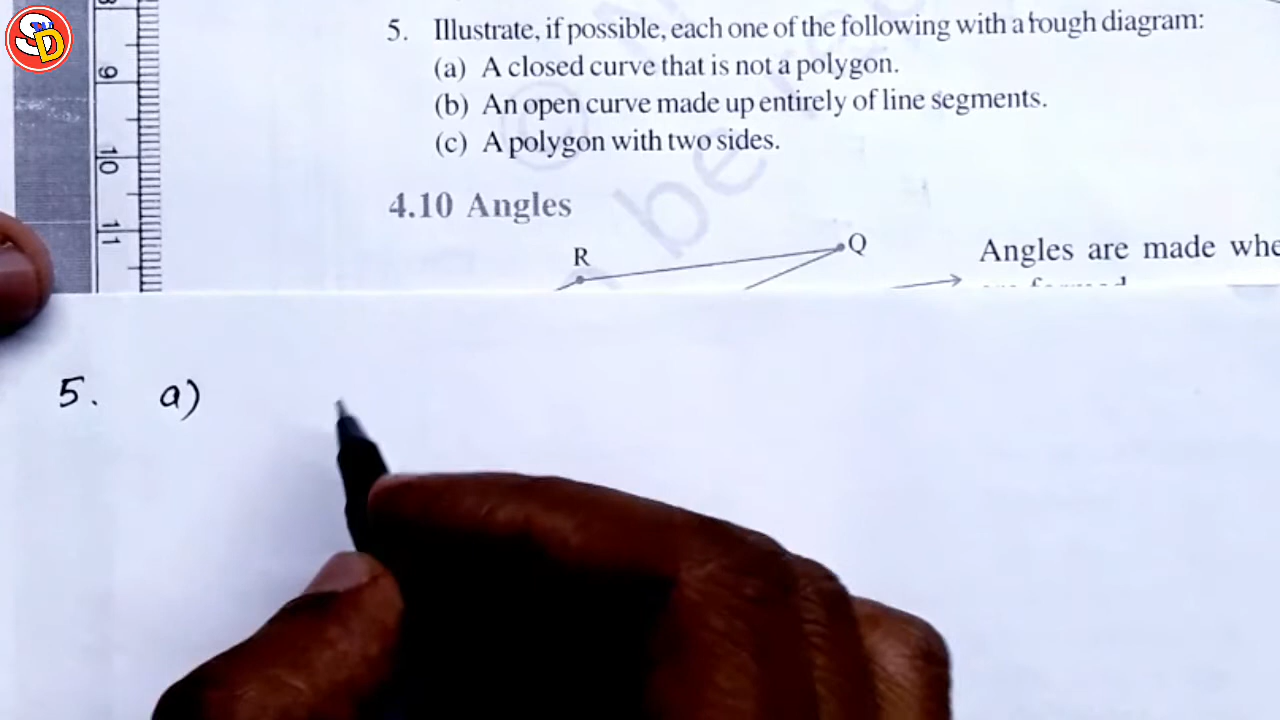 SD
8
5. Illustrate, if possible, each one of the following with a rough diagram:
(a) A closed curve that is not a polygon.
9
(b) An open curve made up entirely of line segments.
(c) A polygon with two sides.
10
4.10 Angles
11
R
Q
Angles are made whe
5. a)